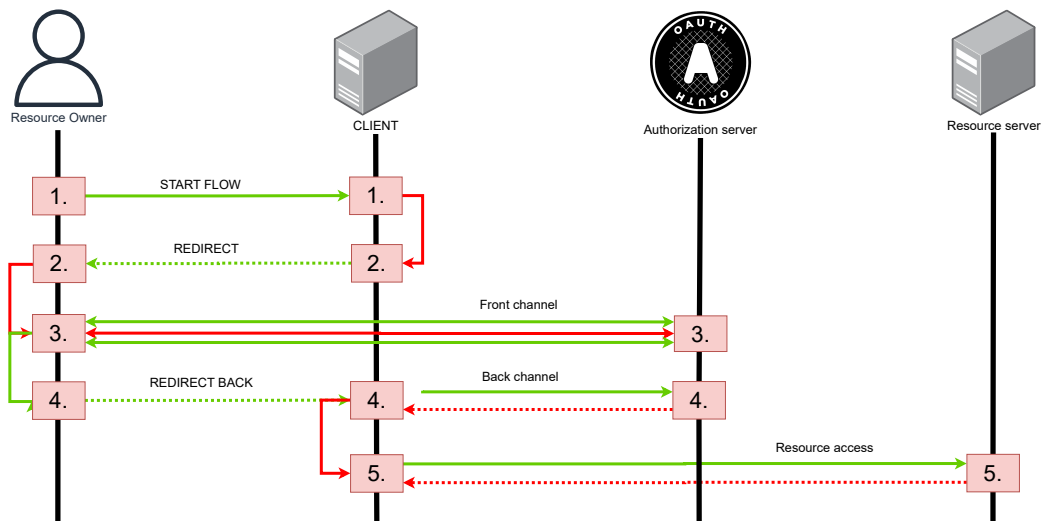 OAUTH
OAUTH
Resource Owner
CLIENT
Authorization server
Resource server
1.
START FLOW
1.
2.
REDIRECT
2.
3.
Front channel
3.
4.
REDIRECT BACK
4.
Back channel
4.
5.
Resource access
5.
A